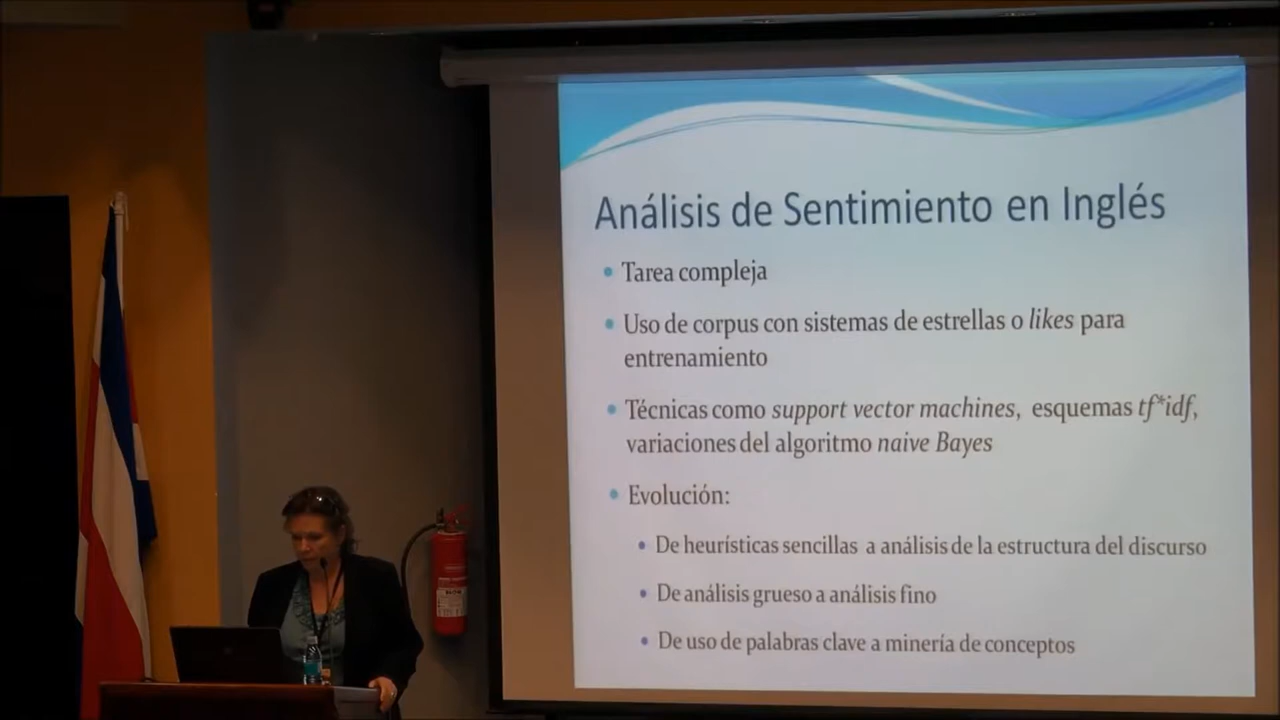 Análisis de Sentimiento en Inglés
• Tarea compleja
• Uso de corpus con sistemas de estrellas o likes para
entrenamiento
• Técnicas como support vector machines, esquemas tf*idf,
variaciones del algoritmo naive Bayes
• Evolución:
• De heurísticas sencillas a análisis de la estructura del discurso
• De análisis grueso a análisis fino
• De uso de palabras clave a minería de conceptos